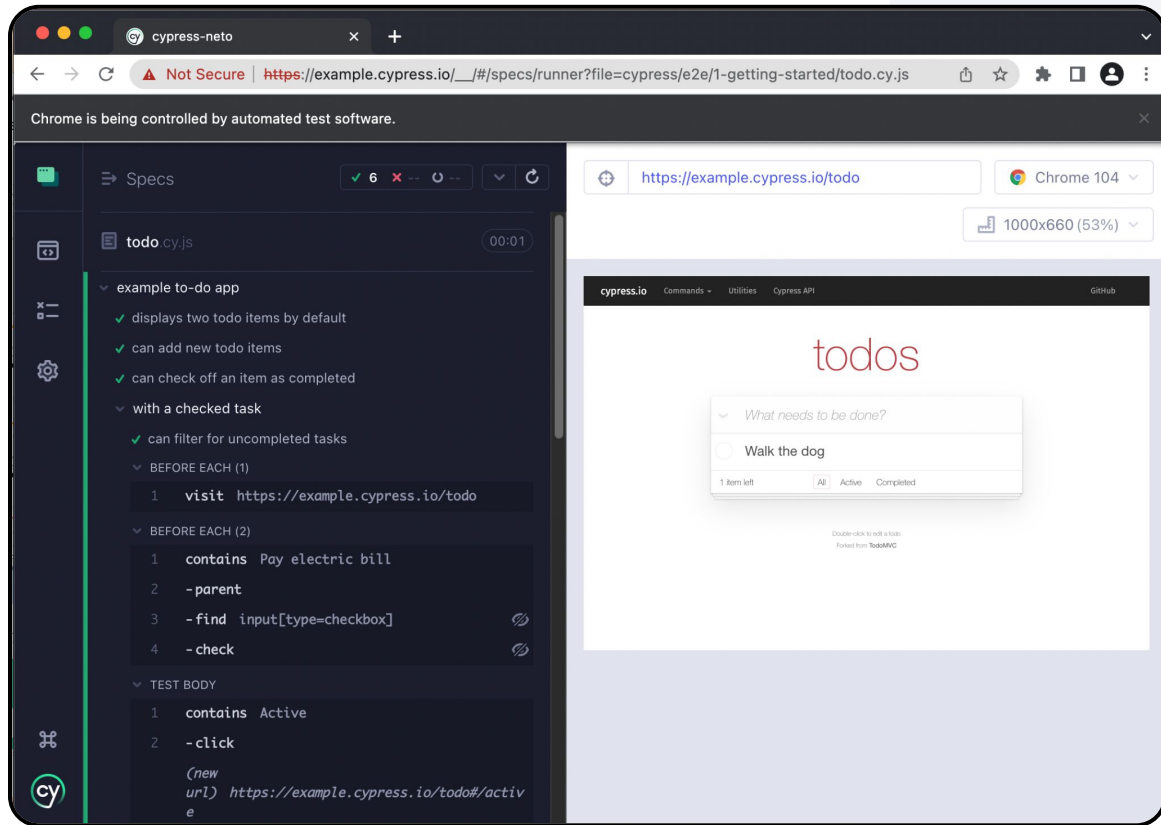 cy cypress-neto
Not Secure | https://example.cypress.io/__/#/specs/runner?file=cypress/e2e/1-getting-started/todo.cy.js
Chrome is being controlled by automated test software.
Specs
6 -- --
todo.cy.js 00:01
example to-do app
displays two todo items by default
can add new todo items
can check off an item as completed
with a checked task
can filter for uncompleted tasks
BEFORE EACH (1)
1 visit https://example.cypress.io/todo
BEFORE EACH (2)
1 contains Pay electric bill
2 -parent
3 -find input[type=checkbox]
4 -check
TEST BODY
1 contains Active
2 -click
(new
url) https://example.cypress.io/todo#/activ
e
cy
https://example.cypress.io/todo
Chrome 104
1000x660 (53%)
cypress.io Commands Utilities Cypress API GitHub
todos
What needs to be done?
Walk the dog
1 item left All Active Completed
Double-click to edit a todo
Forked from TodoMVC